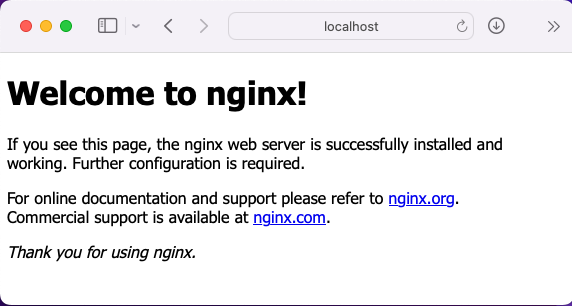 localhost
Welcome to nginx!
If you see this page, the nginx web server is successfully installed and
working. Further configuration is required.
For online documentation and support please refer to nginx.org.
Commercial support is available at nginx.com.
Thank you for using nginx.